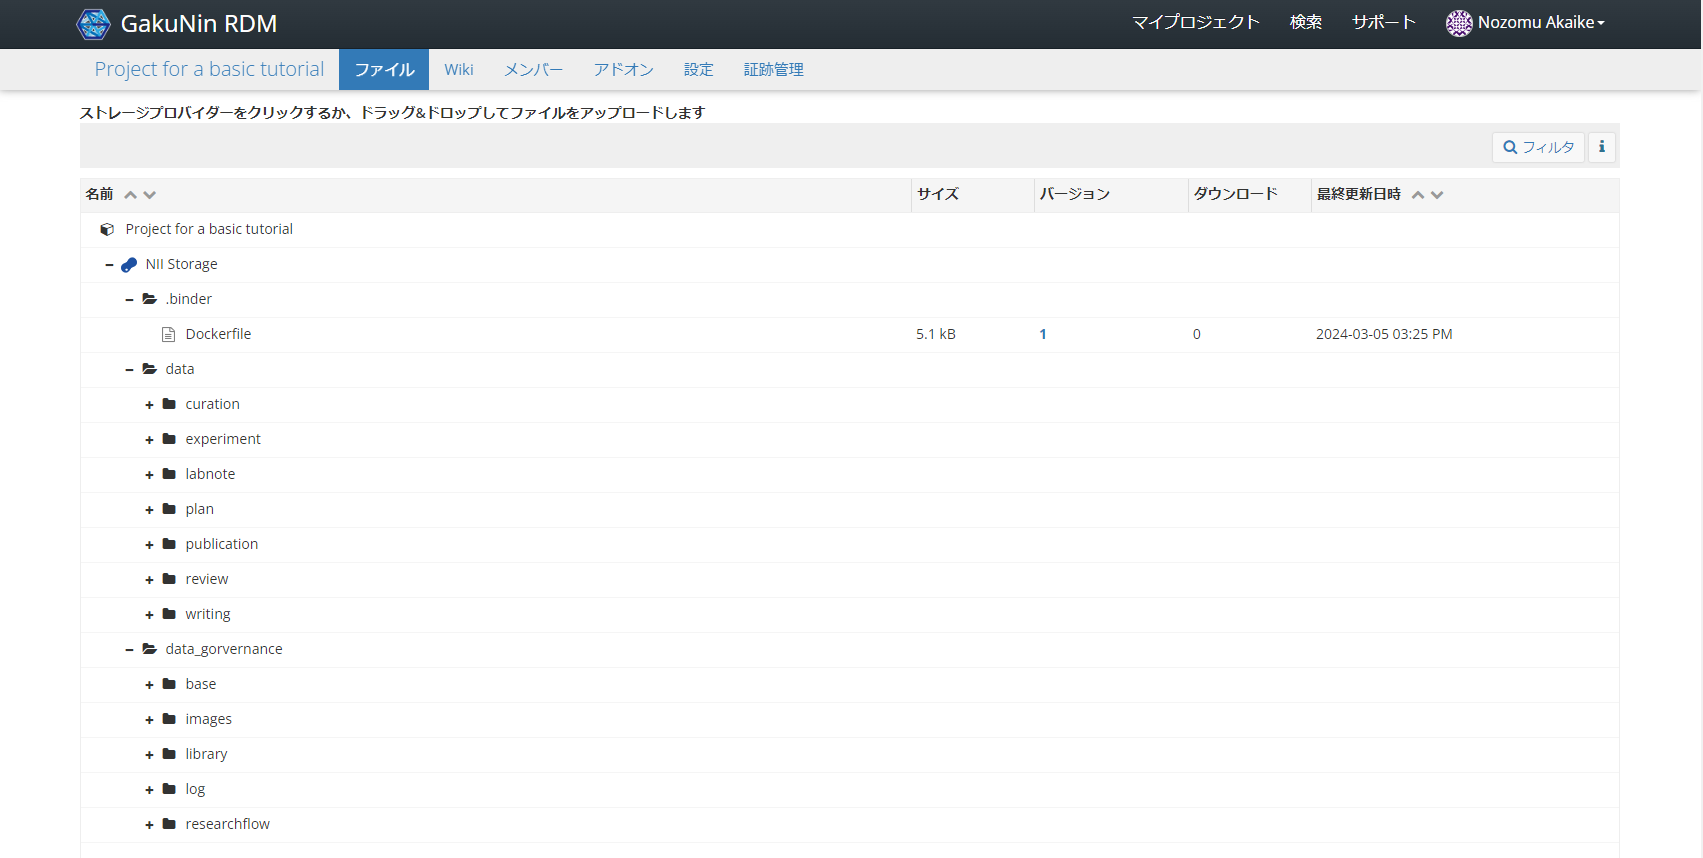 GakuNin RDM マイプロジェクト 検索 サポート Nozomu Akaike
Project for a basic tutorial ファイル Wiki メンバー アドオン 設定 証跡管理
ストレージプロバイダーをクリックするか、ドラッグ&ドロップしてファイルをアップロードします
フィルタ i
名前 サイズ バージョン ダウンロード 最終更新日時
Project for a basic tutorial
NII Storage
.binder
Dockerfile 5.1 kB 1 0 2024-03-05 03:25 PM
data
curation
experiment
labnote
plan
publication
review
writing
data_gorvernance
base
images
library
log
researchflow